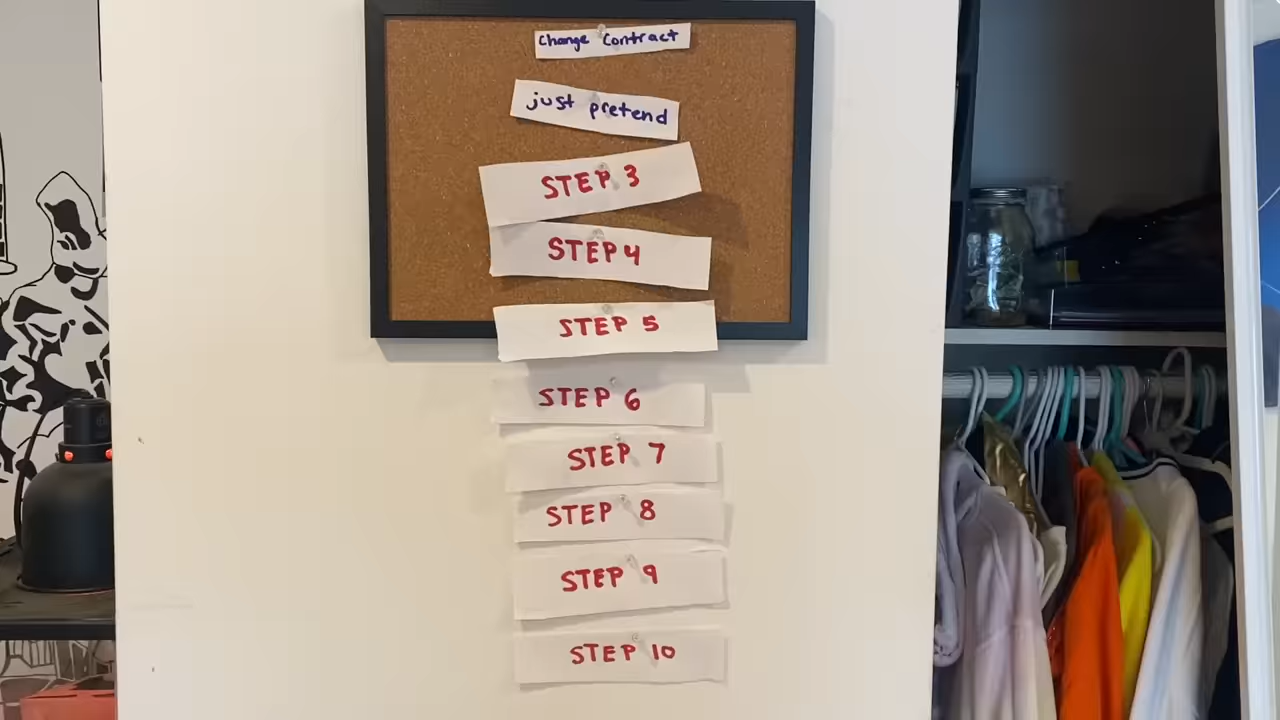 change contract
just pretend
STEP 3
STEP 4
STEP 5
STEP 6
STEP 7
STEP 8
STEP 9
STEP 10